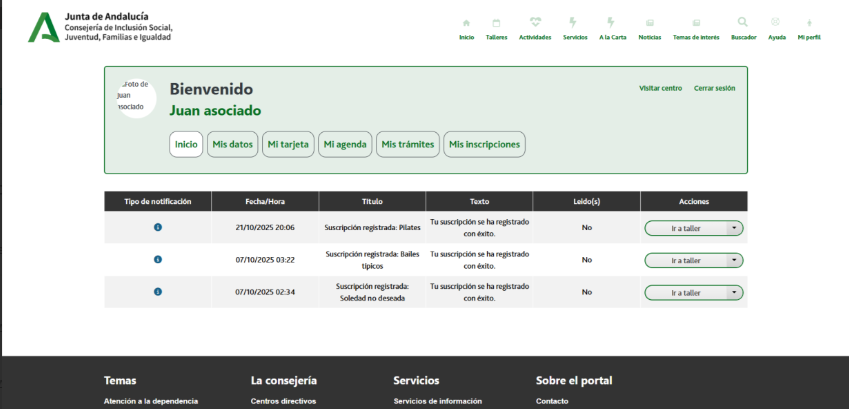 Junta de Andalucía
Consejería de Inclusión Social,
Juventud, Familias e Igualdad
Inicio Talleres Actividades Servicios A la Carta Noticias Temas de interés Buscador Ayuda Mi perfil
Foto de
Juan
asociado
Bienvenido
Juan asociado
Visitar centro Cerrar sesión
Inicio Mis datos Mi tarjeta Mi agenda Mis trámites Mis inscripciones
Tipo de notificación Fecha/Hora Título Texto Leído(s) Acciones
21/10/2025 20:06 Suscripción registrada: Pilates Tu suscripción se ha registrado
con éxito. No Ir a taller
07/10/2025 03:22 Suscripción registrada: Bailes
típicos Tu suscripción se ha registrado
con éxito. No Ir a taller
07/10/2025 02:34 Suscripción registrada:
Soledad no deseada Tu suscripción se ha registrado
con éxito. No Ir a taller
Temas La consejería Servicios Sobre el portal
Atención a la dependencia Centros directivos Servicios de información Contacto